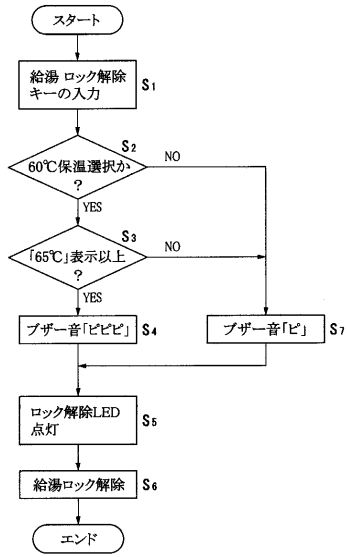 スタート
給湯 ロック解除
キーの入力
S1
S2
60℃保温選択か
?
NO
YES
S3
「65℃」表示以上
?
NO
YES
ブザー音「ピピピ」
S4
ブザー音「ピ」
S7
ロック解除LED
点灯
S5
給湯ロック解除
S6
エンド